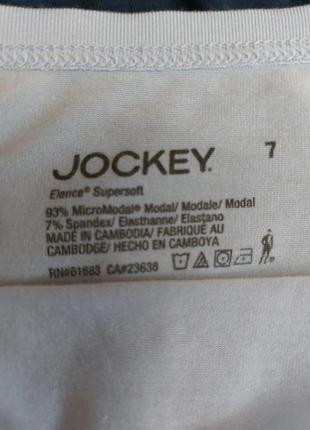 JOCKEY. 7
Elance® Supersoft
93% MicroModal® Modal/ Modale/ Modal
7% Spandex/ Elasthanne/ Elastano
MADE IN CAMBODIA/ FABRIQUÉ AU
CAMBODGE/ HECHO EN CAMBOYA
RN#61683 CA#23638